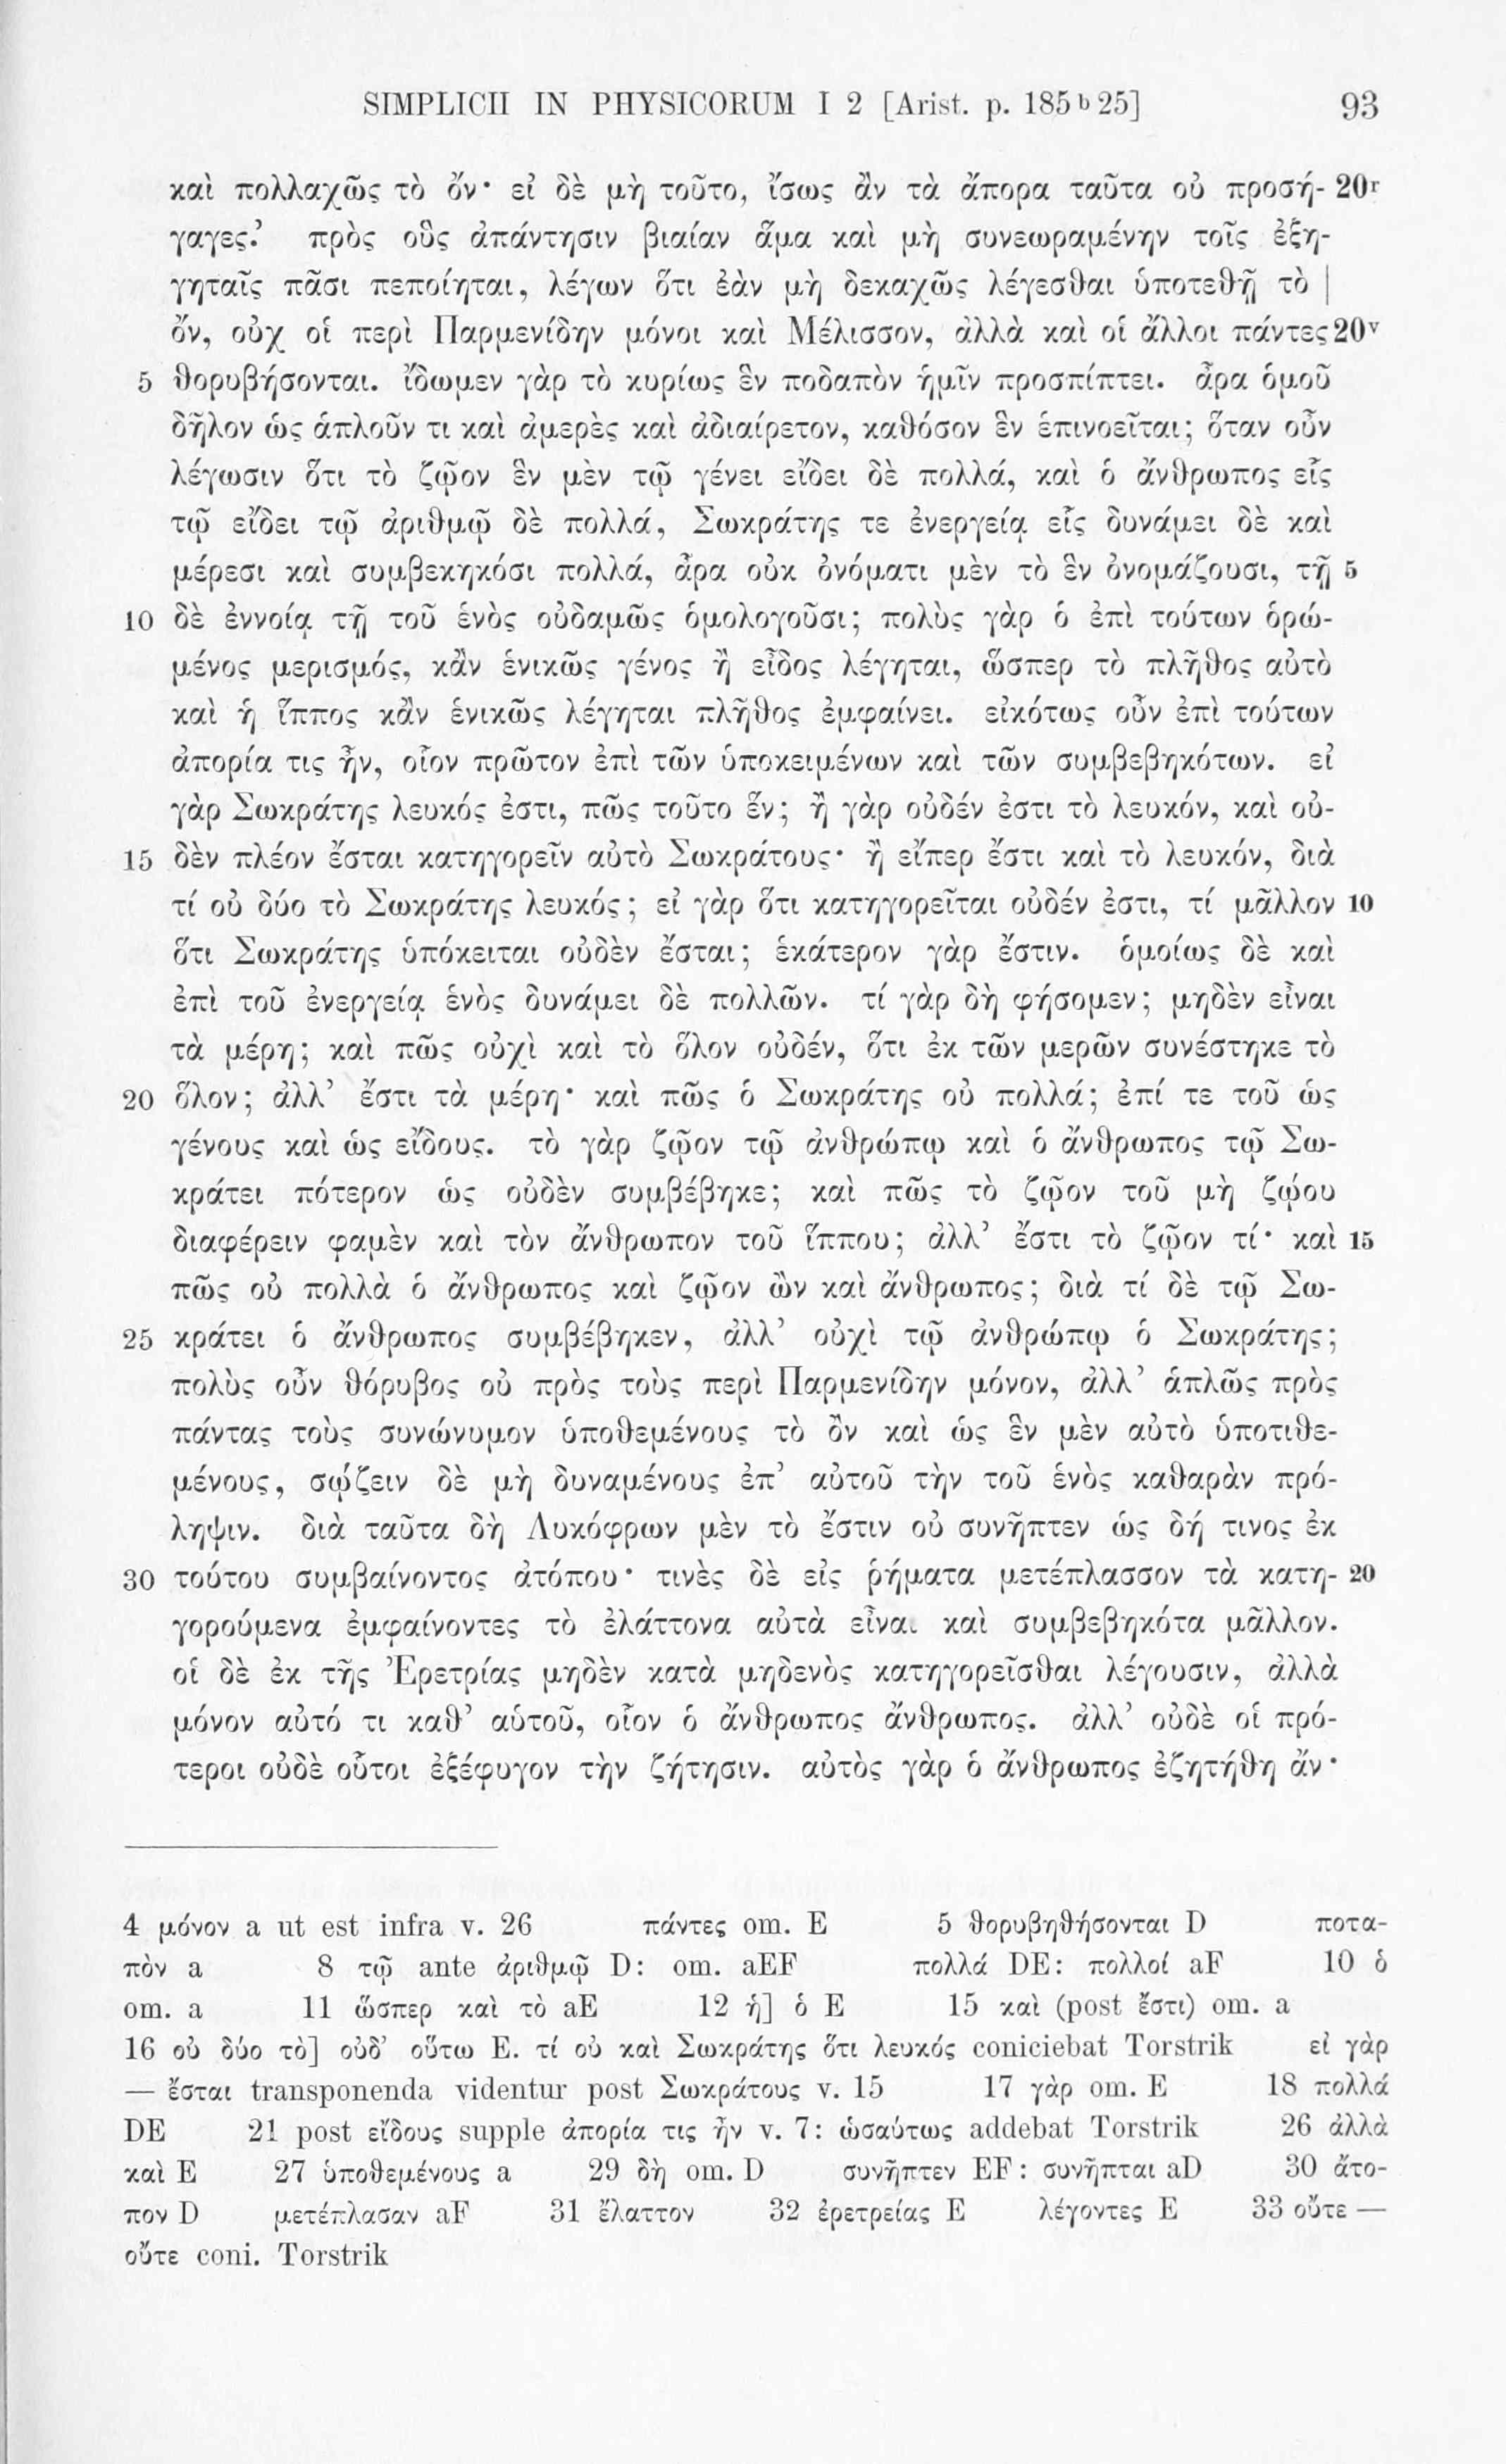 SIMPLICII IN PHYSICORUM I 2 [Arist. p. 185 b 25] 93
καὶ πολλαχῶς τὸ ὄν· εἰ δὲ μὴ τοῦτο, ἴσως ἂν τὰ ἄπορα ταῦτα οὐ προσή- 20r
γαγες.’ πρὸς οὓς ἀπάντησιν βιαίαν ἅμα καὶ μὴ συνεωραμένην τοῖς ἐξη-
γηταῖς πᾶσι πεποίηται, λέγων ὅτι ἐὰν μὴ δεκαχῶς λέγεσθαι ὑποτεθῇ τὸ |
ὄν, οὐχ οἱ περὶ Παρμενίδην μόνοι καὶ Μέλισσον, ἀλλὰ καὶ οἱ ἄλλοι πάντες 20v
5 θορυβήσονται. ἴδωμεν γὰρ τὸ κυρίως ἓν ποδαπὸν ἡμῖν προσπίπτει. ἆρα ὁμοῦ
δῆλον ὡς ἁπλοῦν τι καὶ ἀμερὲς καὶ ἀδιαίρετον, καθόσον ἓν ἐπινοεῖται; ὅταν οὖν
λέγωσιν ὅτι τὸ ζῷον ἓν μὲν τῷ γένει εἴδει δὲ πολλά, καὶ ὁ ἄνθρωπος εἷς
τῷ εἴδει τῷ ἀριθμῷ δὲ πολλά, Σωκράτης τε ἐνεργείᾳ εἷς δυνάμει δὲ καὶ
μέρεσι καὶ συμβεκηκόσι πολλά, ἆρα οὐκ ὀνόματι μὲν τὸ ἓν ὀνομάζουσι, τῇ 5
10 δὲ ἐννοίᾳ τῇ τοῦ ἑνὸς οὐδαμῶς ὁμολογοῦσι; πολὺς γὰρ ὁ ἐπὶ τούτων ὁρώ-
μένος μερισμός, κἂν ἑνικῶς γένος ἢ εἶδος λέγηται, ὥσπερ τὸ πλῆθος αὐτὸ
καὶ ἡ ἵππος κἂν ἑνικῶς λέγηται πλῆθος ἐμφαίνει. εἰκότως οὖν ἐπὶ τούτων
ἀπορία τις ἦν, οἷον πρῶτον ἐπὶ τῶν ὑποκειμένων καὶ τῶν συμβεβηκότων. εἰ
γὰρ Σωκράτης λευκός ἐστι, πῶς τοῦτο ἕν; ἢ γὰρ οὐδέν ἐστι τὸ λευκόν, καὶ οὐ-
15 δὲν πλέον ἔσται κατηγορεῖν αὐτὸ Σωκράτους· ἢ εἴπερ ἔστι καὶ τὸ λευκόν, διὰ
τί οὐ δύο τὸ Σωκράτης λευκός; εἰ γὰρ ὅτι κατηγορεῖται οὐδέν ἐστι, τί μᾶλλον 10
ὅτι Σωκράτης ὑπόκειται οὐδὲν ἔσται; ἑκάτερον γὰρ ἔστιν. ὁμοίως δὲ καὶ
ἐπὶ τοῦ ἐνεργείᾳ ἑνὸς δυνάμει δὲ πολλῶν. τί γὰρ δὴ φήσομεν; μηδὲν εἶναι
τὰ μέρη; καὶ πῶς οὐχὶ καὶ τὸ ὅλον οὐδέν, ὅτι ἐκ τῶν μερῶν συνέστηκε τὸ
20 ὅλον; ἀλλ’ ἔστι τὰ μέρη· καὶ πῶς ὁ Σωκράτης οὐ πολλά; ἐπί τε τοῦ ὡς
γένους καὶ ὡς εἴδους. τὸ γὰρ ζῷον τῷ ἀνθρώπῳ καὶ ὁ ἄνθρωπος τῷ Σω-
κράτει πότερον ὡς οὐδὲν συμβέβηκε; καὶ πῶς τὸ ζῷον τοῦ μὴ ζῴου
διαφέρειν φαμὲν καὶ τὸν ἄνθρωπον τοῦ ἵππου; ἀλλ’ ἔστι τὸ ζῷον τί· καὶ 15
πῶς οὐ πολλὰ ὁ ἄνθρωπος καὶ ζῷον ὢν καὶ ἄνθρωπος; διὰ τί δὲ τῷ Σω-
25 κράτει ὁ ἄνθρωπος συμβέβηκεν, ἀλλ’ οὐχὶ τῷ ἀνθρώπῳ ὁ Σωκράτης;
πολὺς οὖν θόρυβος οὐ πρὸς τοὺς περὶ Παρμενίδην μόνον, ἀλλ’ ἁπλῶς πρὸς
πάντας τοὺς συνώνυμον ὑποθεμένους τὸ ὂν καὶ ὡς ἓν μὲν αὐτὸ ὑποτιθε-
μένους, σῴζειν δὲ μὴ δυναμένους ἐπ’ αὐτοῦ τὴν τοῦ ἑνὸς καθαρὰν πρό-
ληψιν. διὰ ταῦτα δὴ Λυκόφρων μὲν τὸ ἔστιν οὐ συνῆπτεν ὡς δή τινος ἐκ
30 τούτου συμβαίνοντος ἀτόπου· τινὲς δὲ εἰς ῥήματα μετέπλασσον τὰ κατη- 20
γορούμενα ἐμφαίνοντες τὸ ἐλάττονα αὐτὰ εἶναι καὶ συμβεβηκότα μᾶλλον.
οἱ δὲ ἐκ τῆς Ἐρετρίας μηδὲν κατὰ μηδενὸς κατηγορεῖσθαι λέγουσιν, ἀλλὰ
μόνον αὐτό τι καθ’ αὑτοῦ, οἷον ὁ ἄνθρωπος ἄνθρωπος. ἀλλ’ οὐδὲ οἱ πρό-
τεροι οὐδὲ οὗτοι ἐξέφυγον τὴν ζήτησιν. αὐτὸς γὰρ ὁ ἄνθρωπος ἐζητήθη ἄν·
4 μόνον a ut est infra v. 26 πάντες om. E 5 θορυβηθήσονται D ποτα-
πὸν a 8 τῷ ante ἀριθμῷ D: om. aEF πολλά DE: πολλοί aF 10 ὁ
om. a 11 ὥσπερ καὶ τὸ aE 12 ἡ] ὁ E 15 καὶ (post ἔστι) om. a
16 οὐ δύο τὸ] οὐδ’ οὕτω E. τί οὐ καὶ Σωκράτης ὅτι λευκός coniciebat Torstrik εἰ γὰρ
— ἔσται transponenda videntur post Σωκράτους v. 15 17 γὰρ om. E 18 πολλά
DE 21 post εἴδους supple ἀπορία τις ἦν v. 7: ὡσαύτως addebat Torstrik 26 ἀλλὰ
καὶ E 27 ὑποθεμένους a 29 δὴ om. D συνῆπτεν EF: συνῆπται aD 30 ἄτο-
πον D μετέπλασαν aF 31 ἔλαττον 32 ἐρετρείας E λέγοντες E 33 οὔτε —
οὔτε coni. Torstrik